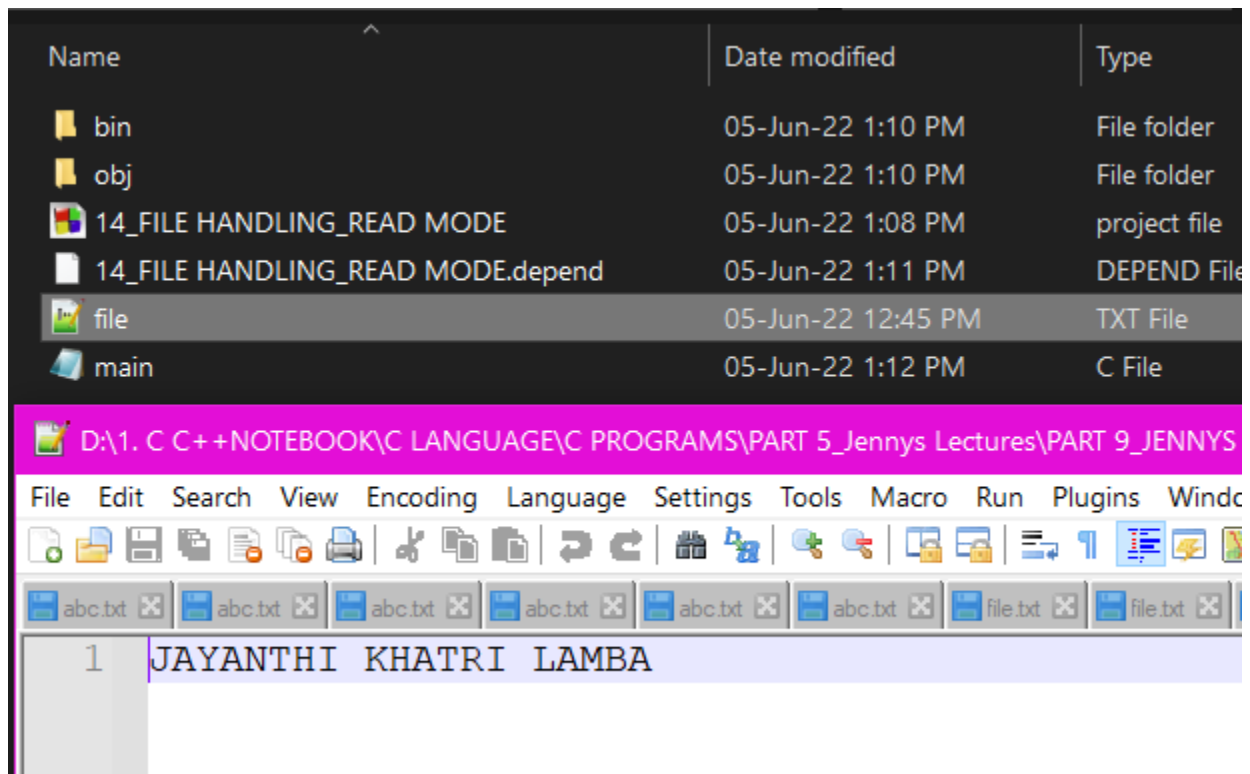 Name Date modified Type
bin 05-Jun-22 1:10 PM File folder
obj 05-Jun-22 1:10 PM File folder
14_FILE HANDLING_READ MODE 05-Jun-22 1:08 PM project file
14_FILE HANDLING_READ MODE.depend 05-Jun-22 1:11 PM DEPEND File
file 05-Jun-22 12:45 PM TXT File
main 05-Jun-22 1:12 PM C File
D:\1. C C++NOTEBOOK\C LANGUAGE\C PROGRAMS\PART 5_Jennys Lectures\PART 9_JENNYS
File Edit Search View Encoding Language Settings Tools Macro Run Plugins Windo
abc.txt abc.txt abc.txt abc.txt abc.txt abc.txt file.txt file.txt
1 JAYANTHI KHATRI LAMBA